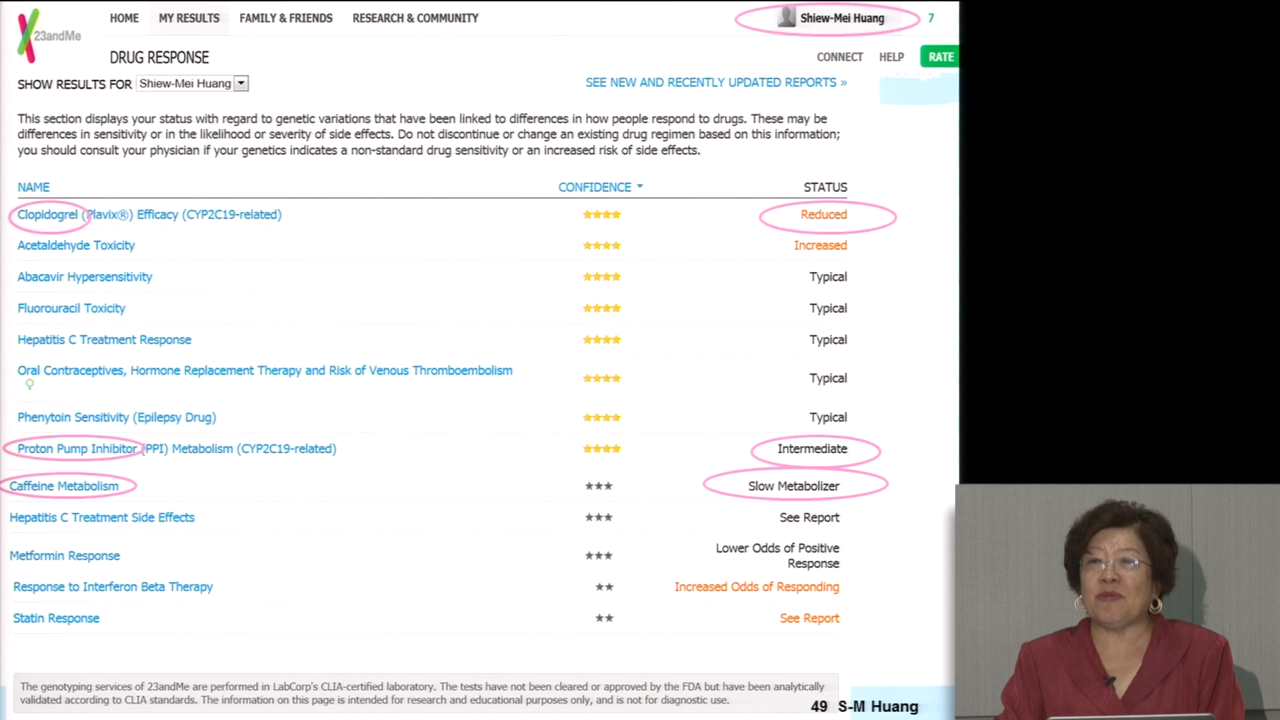 HOME MY RESULTS FAMILY & FRIENDS RESEARCH & COMMUNITY Shiew-Mei Huang 7
23andMe
DRUG RESPONSE CONNECT HELP RATE
SHOW RESULTS FOR Shiew-Mei Huang SEE NEW AND RECENTLY UPDATED REPORTS »
This section displays your status with regard to genetic variations that have been linked to differences in how people respond to drugs. These may be
differences in sensitivity or in the likelihood or severity of side effects. Do not discontinue or change an existing drug regimen based on this information;
you should consult your physician if your genetics indicates a non-standard drug sensitivity or an increased risk of side effects.
NAME CONFIDENCE STATUS
Clopidogrel (Plavix®) Efficacy (CYP2C19-related) Reduced
Acetaldehyde Toxicity Increased
Abacavir Hypersensitivity Typical
Fluorouracil Toxicity Typical
Hepatitis C Treatment Response Typical
Oral Contraceptives, Hormone Replacement Therapy and Risk of Venous Thromboembolism Typical
Phenytoin Sensitivity (Epilepsy Drug) Typical
Proton Pump Inhibitor (PPI) Metabolism (CYP2C19-related) Intermediate
Caffeine Metabolism Slow Metabolizer
Hepatitis C Treatment Side Effects See Report
Metformin Response Lower Odds of Positive
Response
Response to Interferon Beta Therapy Increased Odds of Responding
Statin Response See Report
The genotyping services of 23andMe are performed in LabCorp's CLIA-certified laboratory. The tests have not been cleared or approved by the FDA but have been analytically
validated according to CLIA standards. The information on this page is intended for research and educational purposes only, and is not for diagnostic use.
49 S-M Huang